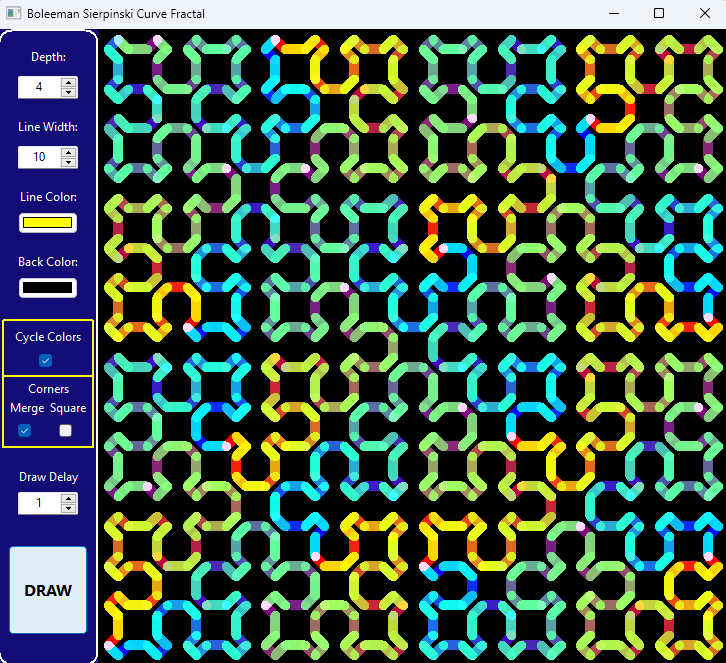 Boleeman Sierpinski Curve Fractal
Depth:
4
Line Width:
10
Line Color:
Back Color:
Cycle Colors
Corners
Merge Square
Draw Delay
1
DRAW